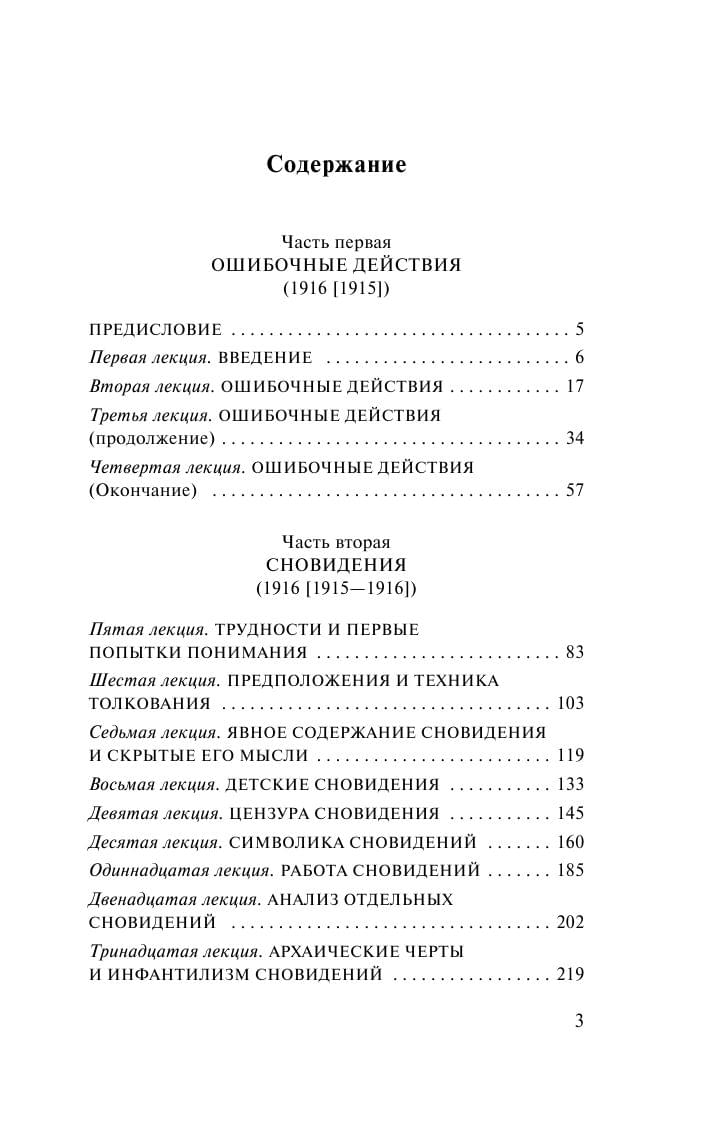 Содержание
Часть первая
ОШИБОЧНЫЕ ДЕЙСТВИЯ
(1916 [1915])
ПРЕДИСЛОВИЕ . . . . . . . . . . . . . . . . . . . . . . . . . . . . . . . . . . . . 5
Первая лекция. ВВЕДЕНИЕ . . . . . . . . . . . . . . . . . . . . . . . . . . 6
Вторая лекция. ОШИБОЧНЫЕ ДЕЙСТВИЯ . . . . . . . . . . . . 17
Третья лекция. ОШИБОЧНЫЕ ДЕЙСТВИЯ
(продолжение) . . . . . . . . . . . . . . . . . . . . . . . . . . . . . . . . . . . . 34
Четвертая лекция. ОШИБОЧНЫЕ ДЕЙСТВИЯ
(Окончание) . . . . . . . . . . . . . . . . . . . . . . . . . . . . . . . . . . . . . 57
Часть вторая
СНОВИДЕНИЯ
(1916 [1915—1916])
Пятая лекция. ТРУДНОСТИ И ПЕРВЫЕ
ПОПЫТКИ ПОНИМАНИЯ . . . . . . . . . . . . . . . . . . . . . . . . . . 83
Шестая лекция. ПРЕДПОЛОЖЕНИЯ И ТЕХНИКА
ТОЛКОВАНИЯ . . . . . . . . . . . . . . . . . . . . . . . . . . . . . . . . . . . 103
Седьмая лекция. ЯВНОЕ СОДЕРЖАНИЕ СНОВИДЕНИЯ
И СКРЫТЫЕ ЕГО МЫСЛИ . . . . . . . . . . . . . . . . . . . . . . . . . 119
Восьмая лекция. ДЕТСКИЕ СНОВИДЕНИЯ . . . . . . . . . . . 133
Девятая лекция. ЦЕНЗУРА СНОВИДЕНИЯ . . . . . . . . . . . 145
Десятая лекция. СИМВОЛИКА СНОВИДЕНИЙ . . . . . . . 160
Одиннадцатая лекция. РАБОТА СНОВИДЕНИЙ . . . . . . . 185
Двенадцатая лекция. АНАЛИЗ ОТДЕЛЬНЫХ
СНОВИДЕНИЙ . . . . . . . . . . . . . . . . . . . . . . . . . . . . . . . . . . 202
Тринадцатая лекция. АРХАИЧЕСКИЕ ЧЕРТЫ
И ИНФАНТИЛИЗМ СНОВИДЕНИЙ . . . . . . . . . . . . . . . . . 219
3